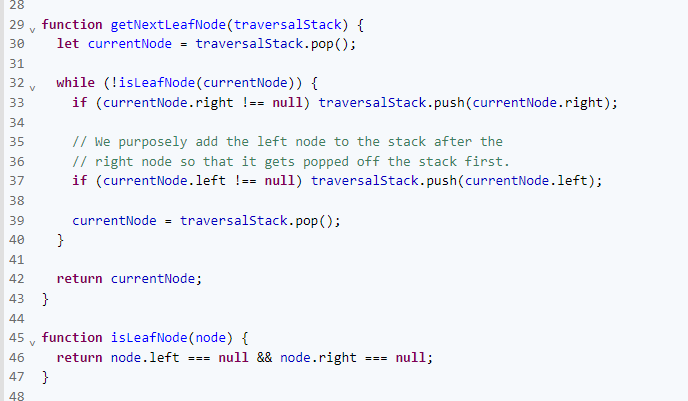 28
29 function getNextLeafNode(traversalStack) {
30   let currentNode = traversalStack.pop();
31
32   while (!isLeafNode(currentNode)) {
33     if (currentNode.right !== null) traversalStack.push(currentNode.right);
34
35     // We purposely add the left node to the stack after the
36     // right node so that it gets popped off the stack first.
37     if (currentNode.left !== null) traversalStack.push(currentNode.left);
38
39     currentNode = traversalStack.pop();
40   }
41
42   return currentNode;
43 }
44
45 function isLeafNode(node) {
46   return node.left === null && node.right === null;
47 }
48